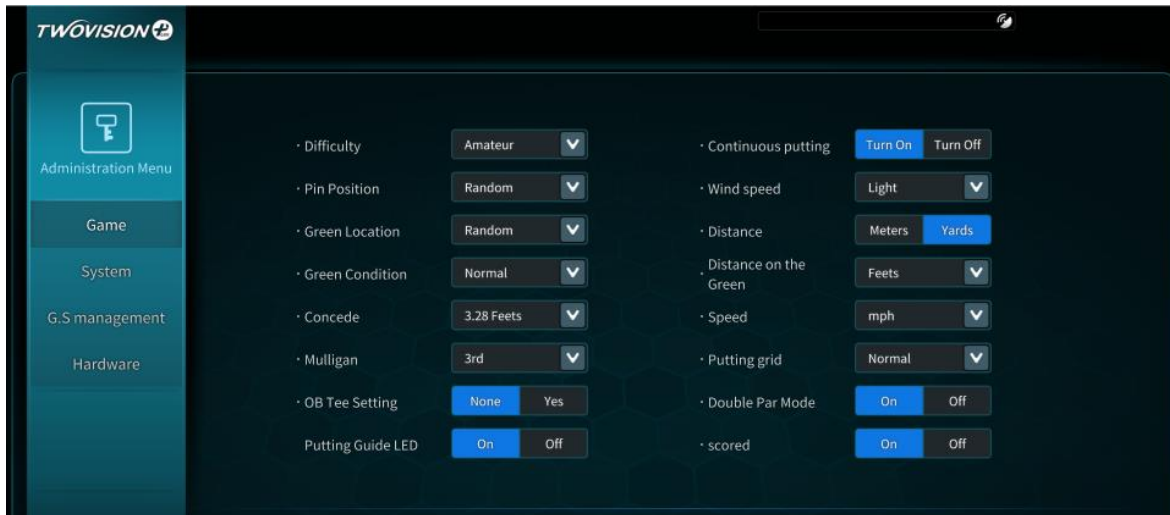 TWOVISION
Administration Menu
Game
System
G.S management
Hardware
· Difficulty Amateur
· Pin Position Random
· Green Location Random
· Green Condition Normal
· Concede 3.28 Feets
· Mulligan 3rd
· OB Tee Setting None Yes
Putting Guide LED On Off
· Continuous putting Turn On Turn Off
· Wind speed Light
· Distance Meters Yards
· Distance on the
Green Feets
· Speed mph
· Putting grid Normal
· Double Par Mode On Off
· scored On Off